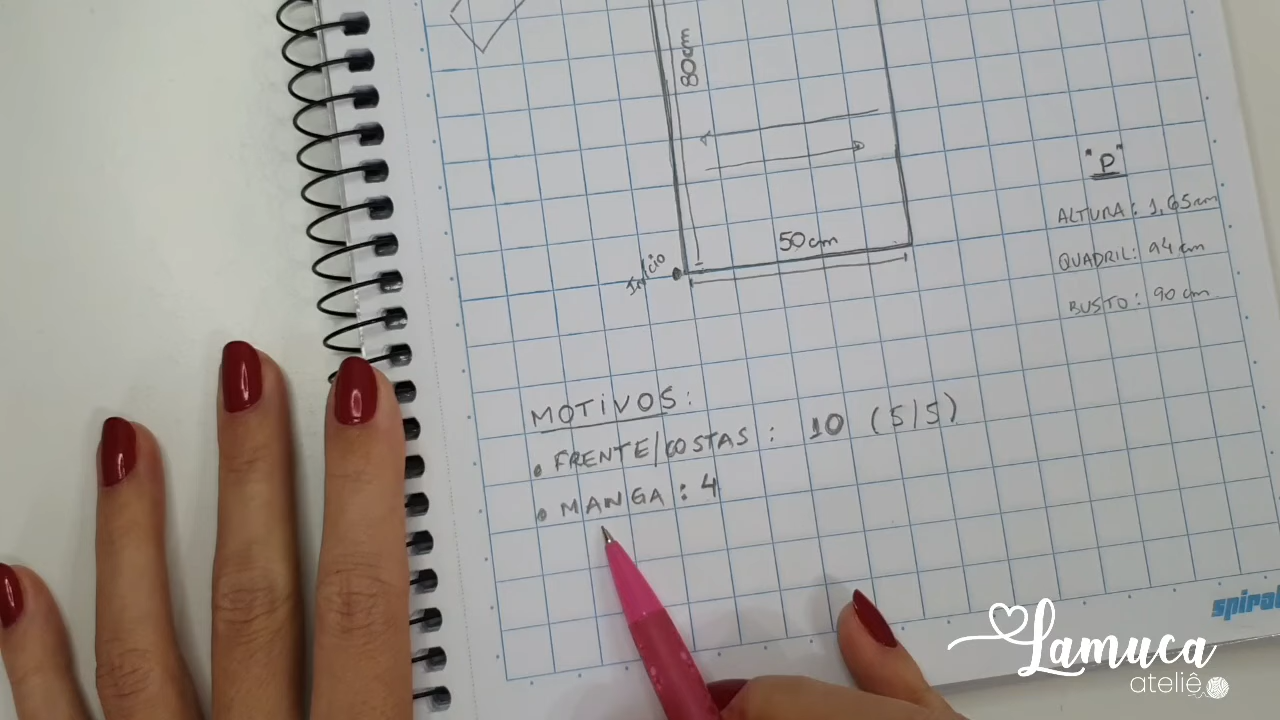 80cm
50cm
Início
"P"
ALTURA: 1,65cm
QUADRIL: 94 cm
BUSTO: 90 cm
MOTIVOS:
• FRENTE/COSTAS: 10 (5/5)
• MANGA: 4
spiral
Lamuca
ateliê